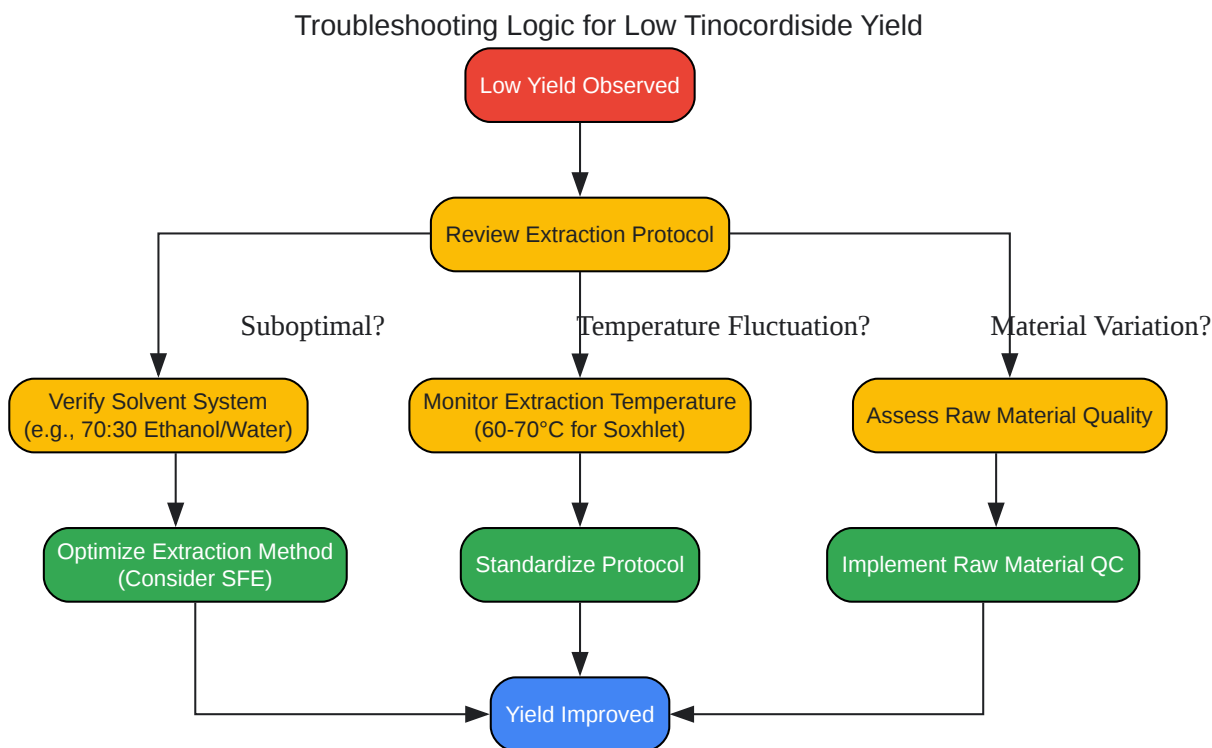 Troubleshooting Logic for Low Tinocordiside Yield
Low Yield Observed
Review Extraction Protocol
Suboptimal?
Temperature Fluctuation?
Material Variation?
Verify Solvent System
(e.g., 70:30 Ethanol/Water)
Monitor Extraction Temperature
(60-70°C for Soxhlet)
Assess Raw Material Quality
Optimize Extraction Method
(Consider SFE)
Standardize Protocol
Implement Raw Material QC
Yield Improved